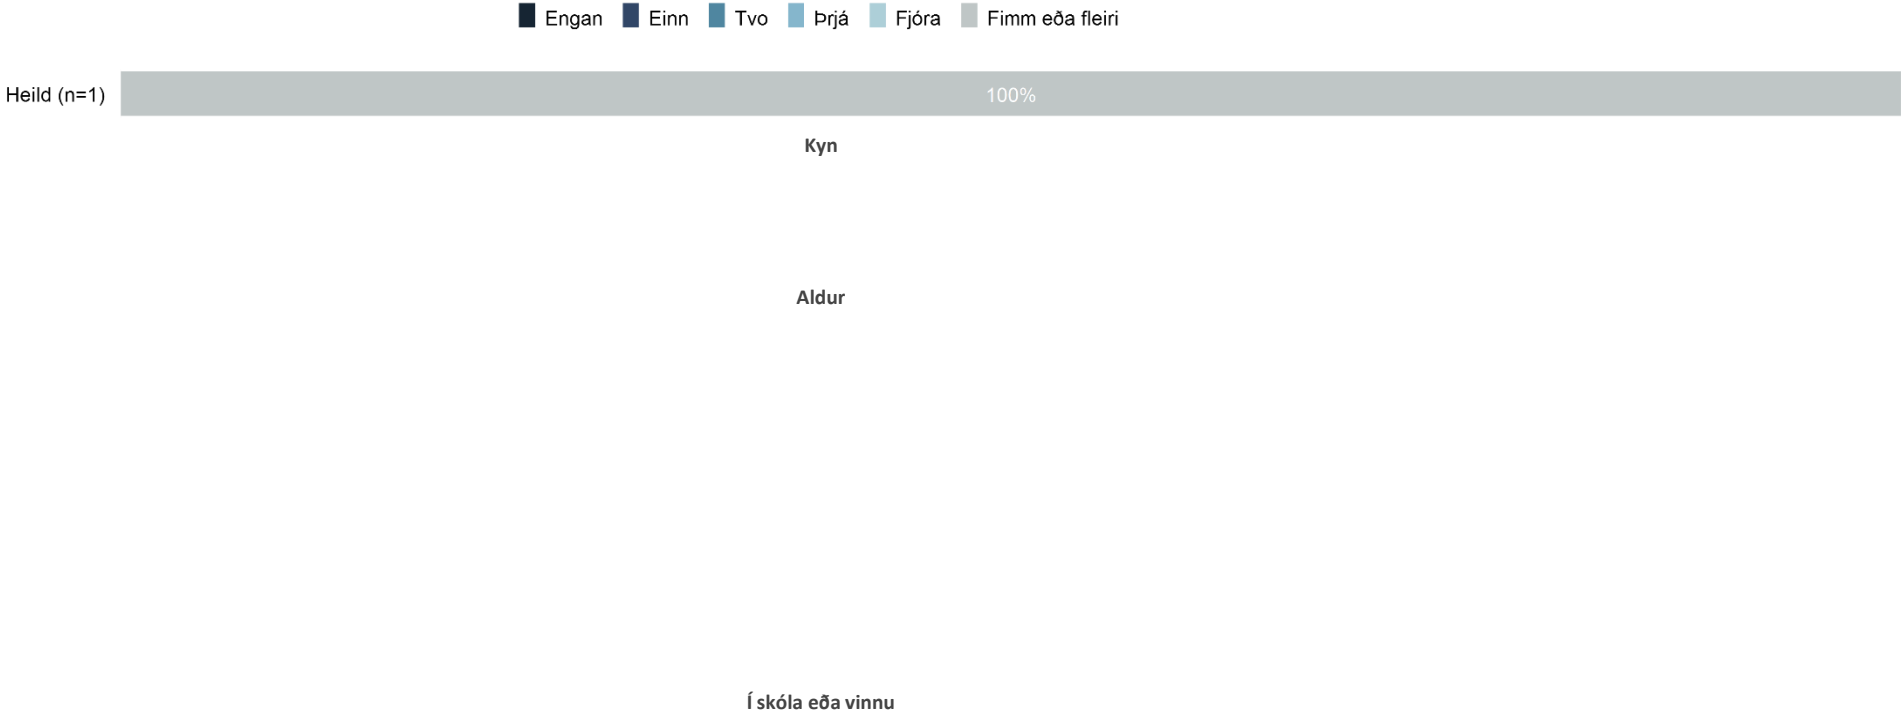 Engan Einn Tvo Þrjá Fjóra Fimm eða fleiri
Heild (n=1) 100%
Kyn
Aldur
Í skóla eða vinnu